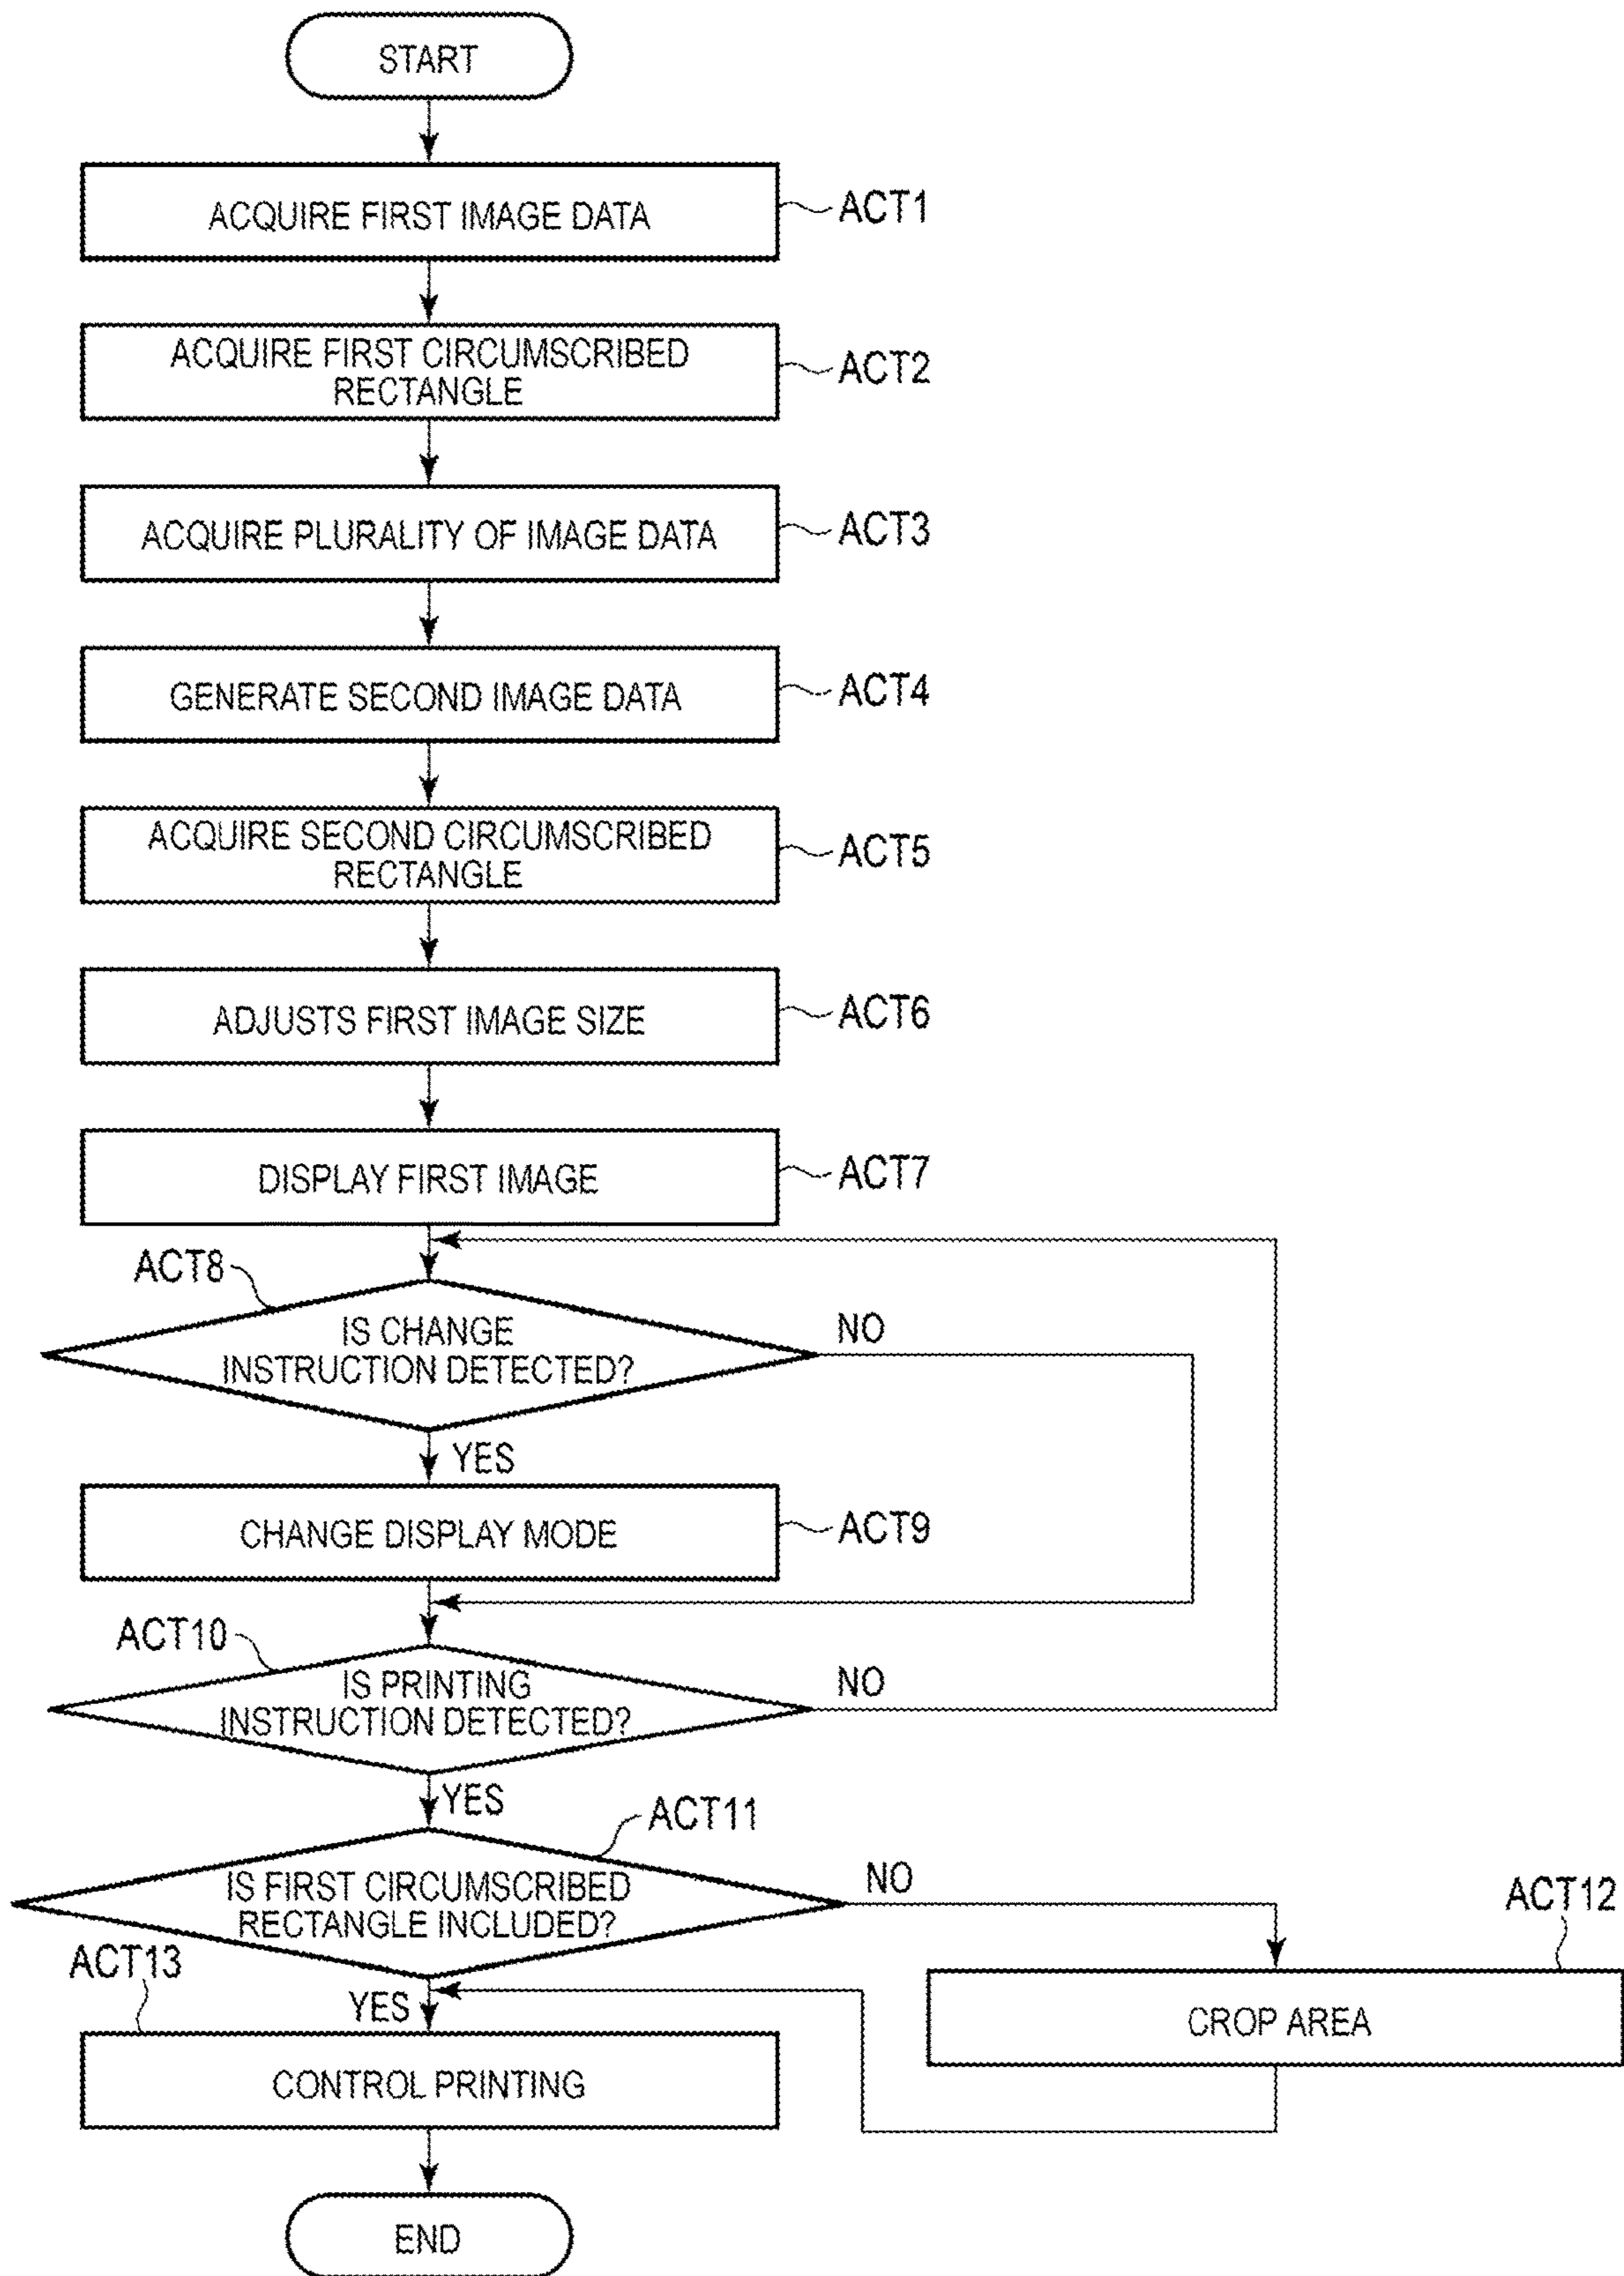 START
ACQUIRE FIRST IMAGE DATA
ACT1
ACQUIRE FIRST CIRCUMSCRIBED
RECTANGLE
ACT2
ACQUIRE PLURALITY OF IMAGE DATA
ACT3
GENERATE SECOND IMAGE DATA
ACT4
ACQUIRE SECOND CIRCUMSCRIBED
RECTANGLE
ACT5
ADJUSTS FIRST IMAGE SIZE
ACT6
DISPLAY FIRST IMAGE
ACT7
ACT8
IS CHANGE
INSTRUCTION DETECTED?
NO
YES
CHANGE DISPLAY MODE
ACT9
ACT10
IS PRINTING
INSTRUCTION DETECTED?
NO
YES
ACT11
IS FIRST CIRCUMSCRIBED
RECTANGLE INCLUDED?
NO
ACT12
CROP AREA
ACT13
YES
CONTROL PRINTING
END